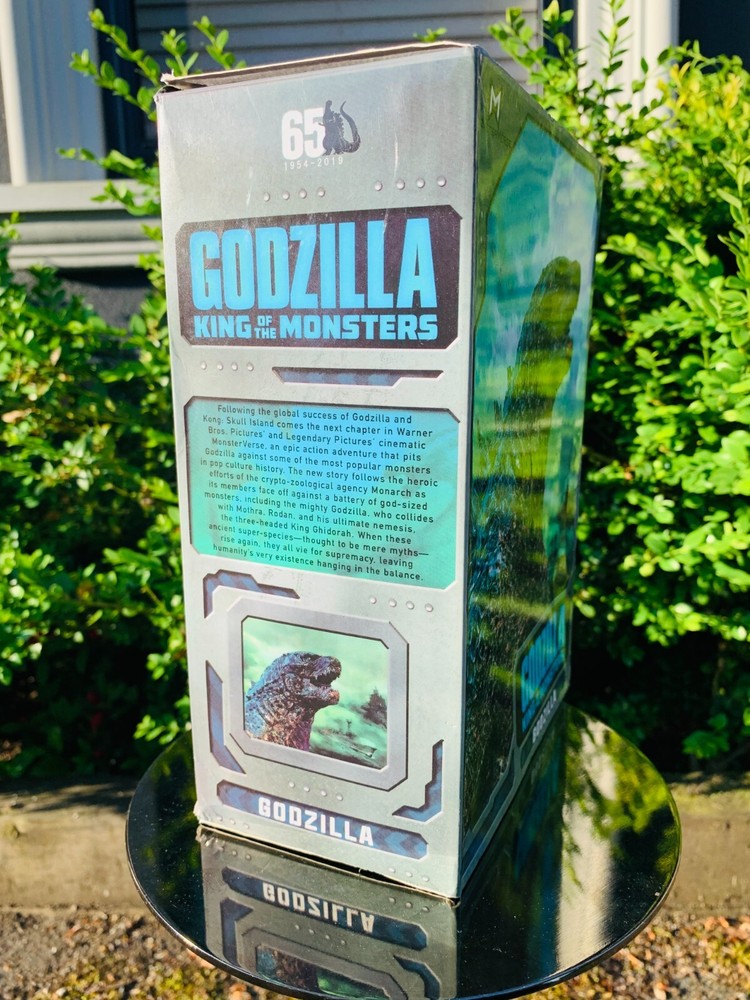 65
1954-2019
GODZILLA
KING OF THE MONSTERS
Following the global success of Godzilla and
Kong: Skull Island comes the next chapter in Warner
Bros. Pictures' and Legendary Pictures' cinematic
MonsterVerse, an epic action adventure that pits
Godzilla against some of the most popular monsters
in pop culture history. The new story follows the heroic
efforts of the crypto-zoological agency Monarch as
its members face off against a battery of god-sized
monsters, including the mighty Godzilla, who collides
with Mothra, Rodan, and his ultimate nemesis,
the three-headed King Ghidorah. When these
ancient super-species—thought to be mere myths—
rise again, they all vie for supremacy, leaving
humanity's very existence hanging in the balance.
GODZILLA
M
GODZILLA
GODZILLA